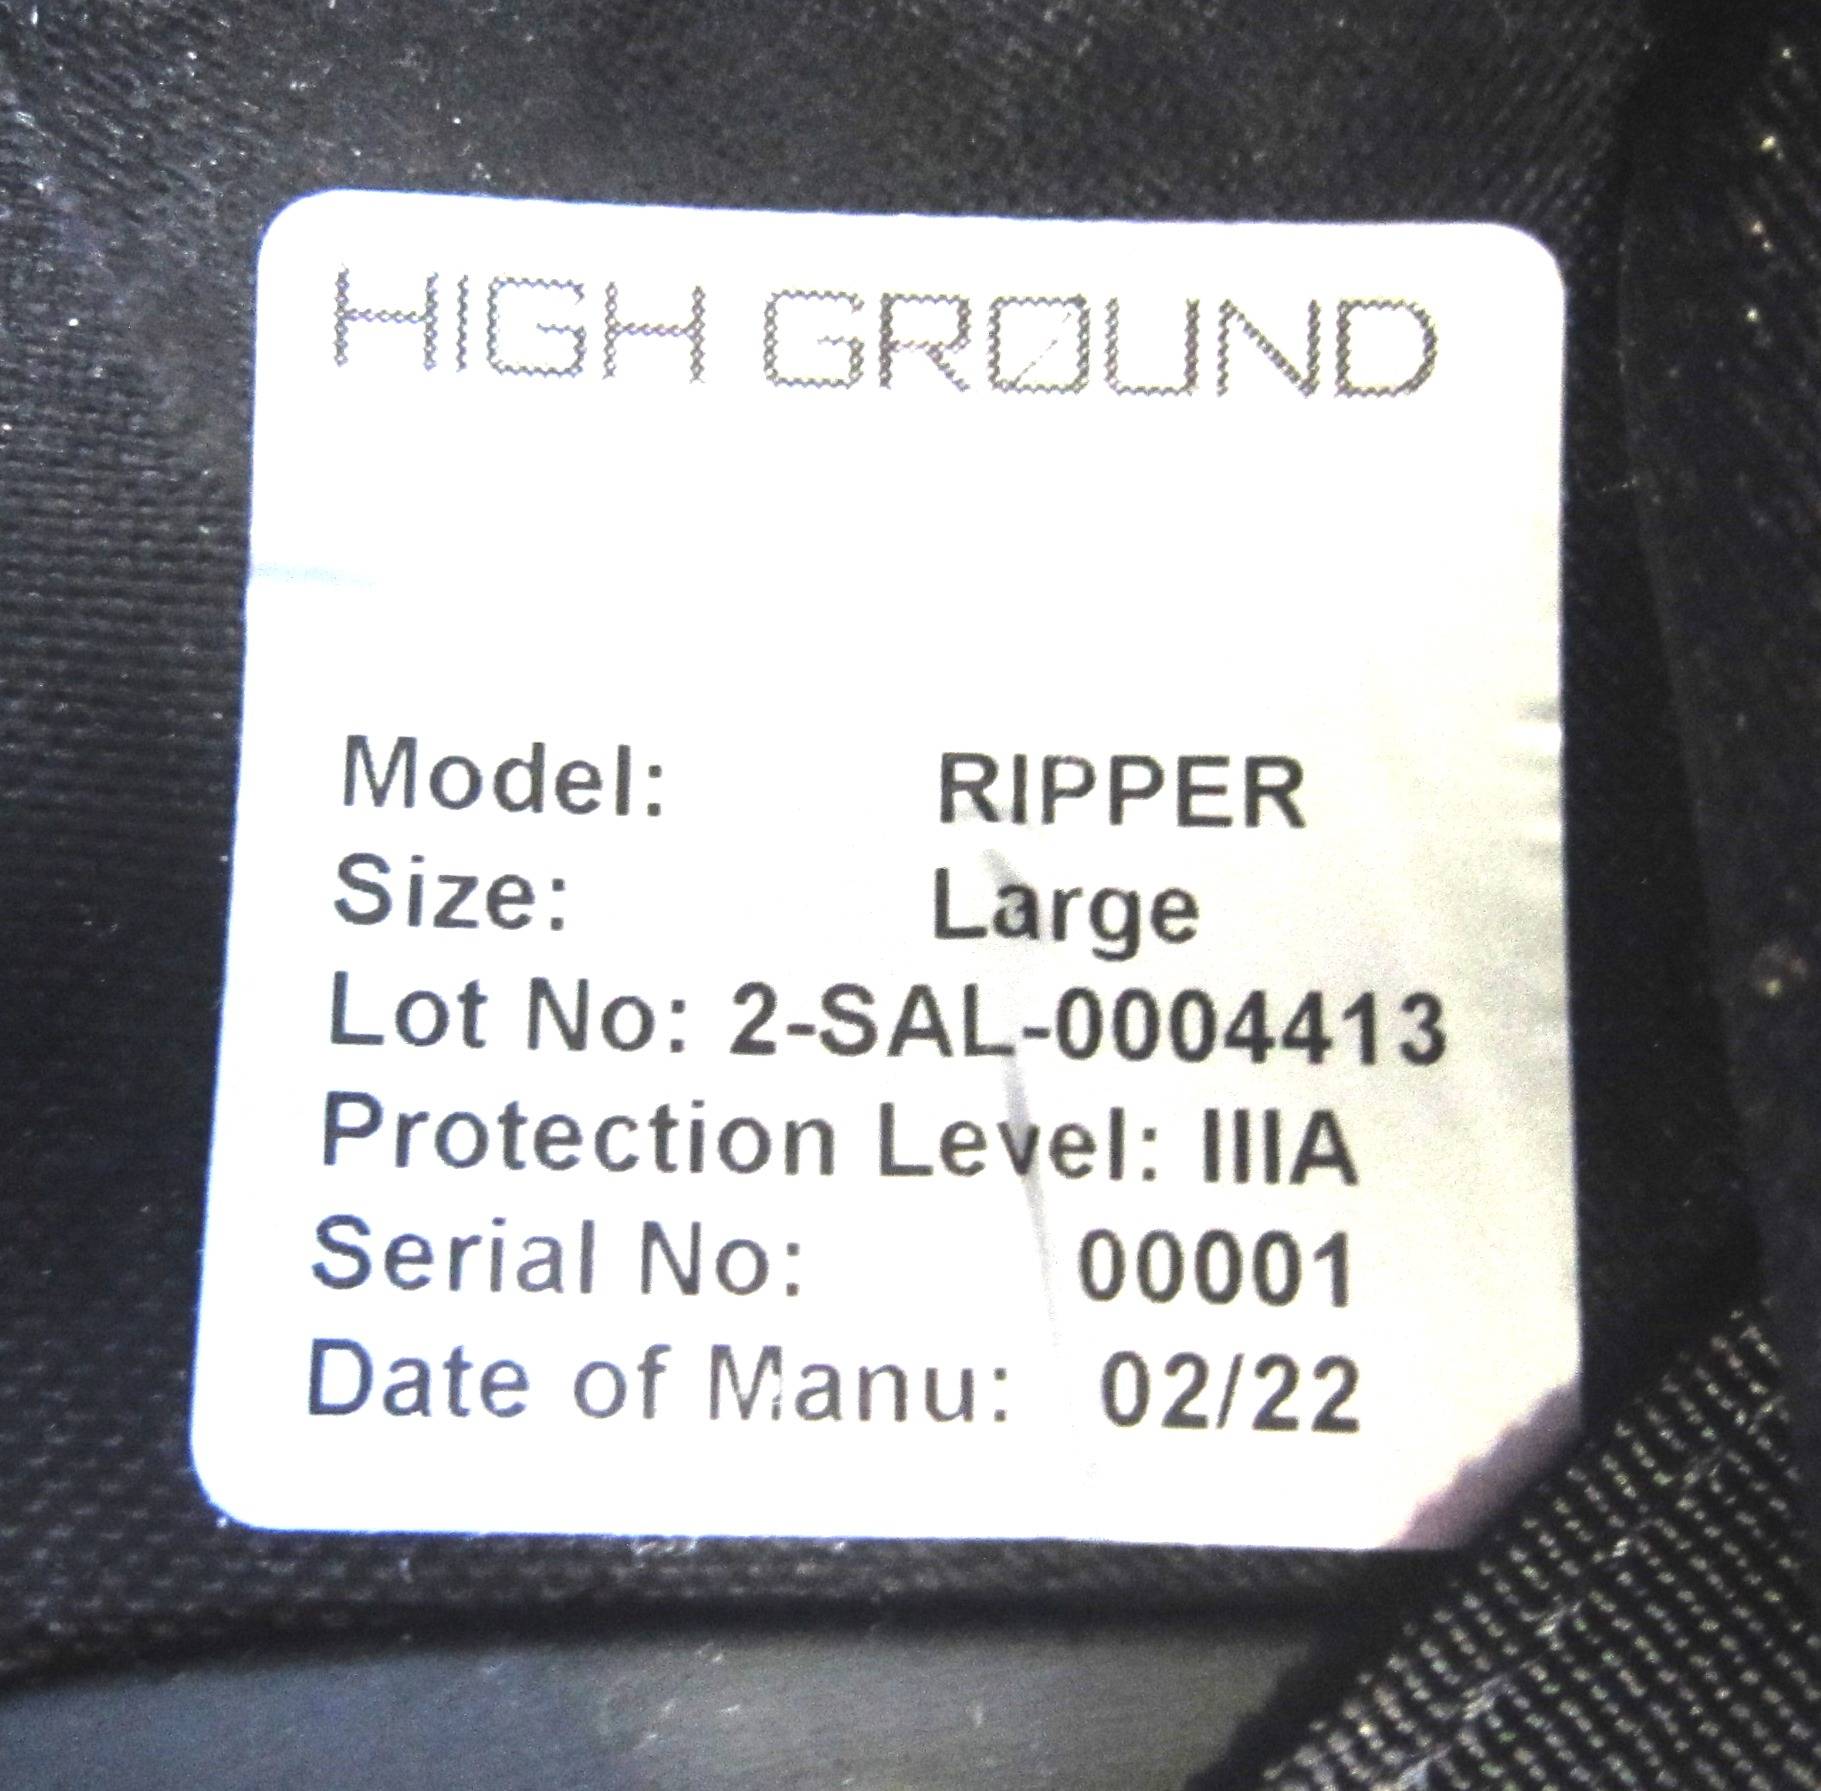 HIGH GRØUND
Model: RIPPER
Size: Large
Lot No: 2-SAL-0004413
Protection Level: IIIA
Serial No: 00001
Date of Manu: 02/22